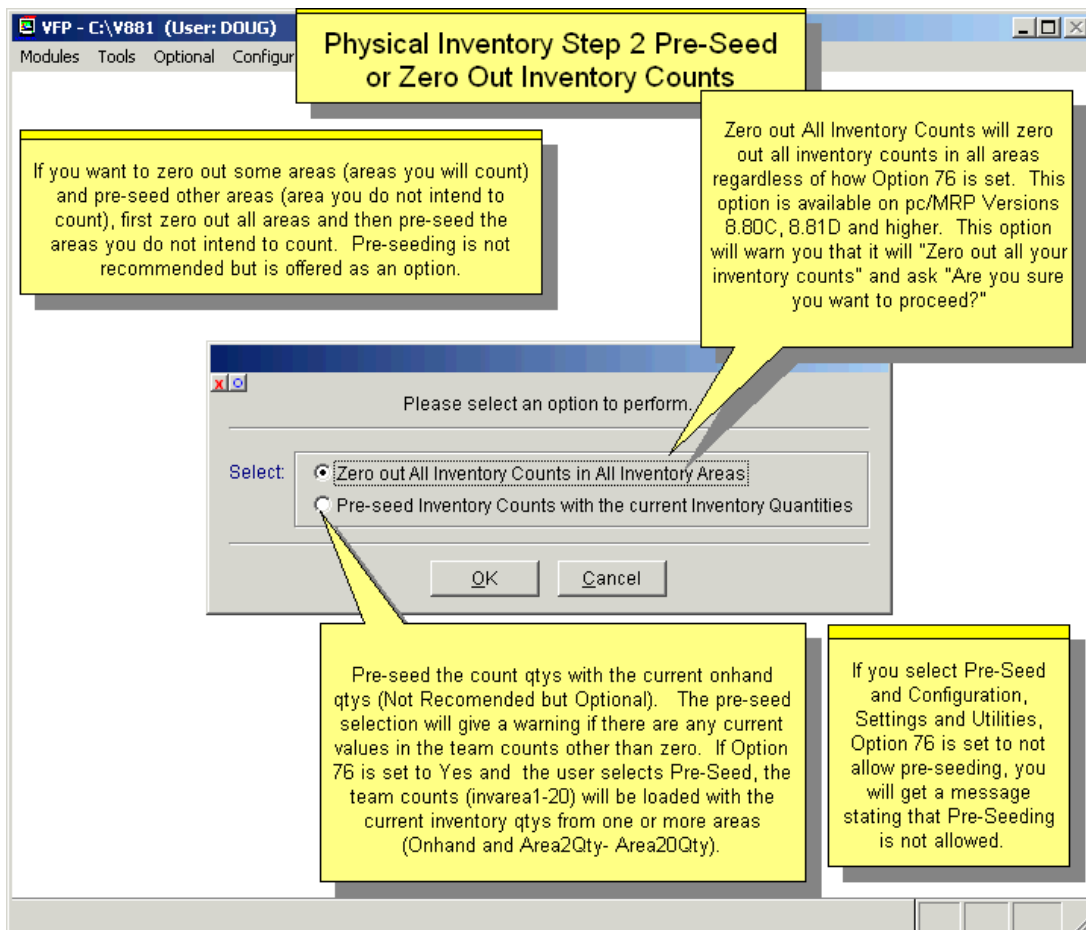 VFP - C:\V881 (User: DOUG)
Modules Tools Optional Configur
Physical Inventory Step 2 Pre-Seed
or Zero Out Inventory Counts
If you want to zero out some areas (areas you will count)
and pre-seed other areas (area you do not intend to
count), first zero out all areas and then pre-seed the
areas you do not intend to count. Pre-seeding is not
recommended but is offered as an option.
Zero out All Inventory Counts will zero
out all inventory counts in all areas
regardless of how Option 76 is set. This
option is available on pc/MRP Versions
8.80C, 8.81D and higher. This option
will warn you that it will "Zero out all your
inventory counts" and ask "Are you sure
you want to proceed?"
Please select an option to perform.
Select:
Zero out All Inventory Counts in All Inventory Areas
Pre-seed Inventory Counts with the current Inventory Quantities
OK Cancel
Pre-seed the count qtys with the current onhand
qtys (Not Recomended but Optional). The pre-seed
selection will give a warning if there are any current
values in the team counts other than zero. If Option
76 is set to Yes and the user selects Pre-Seed, the
team counts (invarea1-20) will be loaded with the
current inventory qtys from one or more areas
(Onhand and Area2Qty- Area20Qty).
If you select Pre-Seed
and Configuration,
Settings and Utilities,
Option 76 is set to not
allow pre-seeding, you
will get a message
stating that Pre-Seeding
is not allowed.